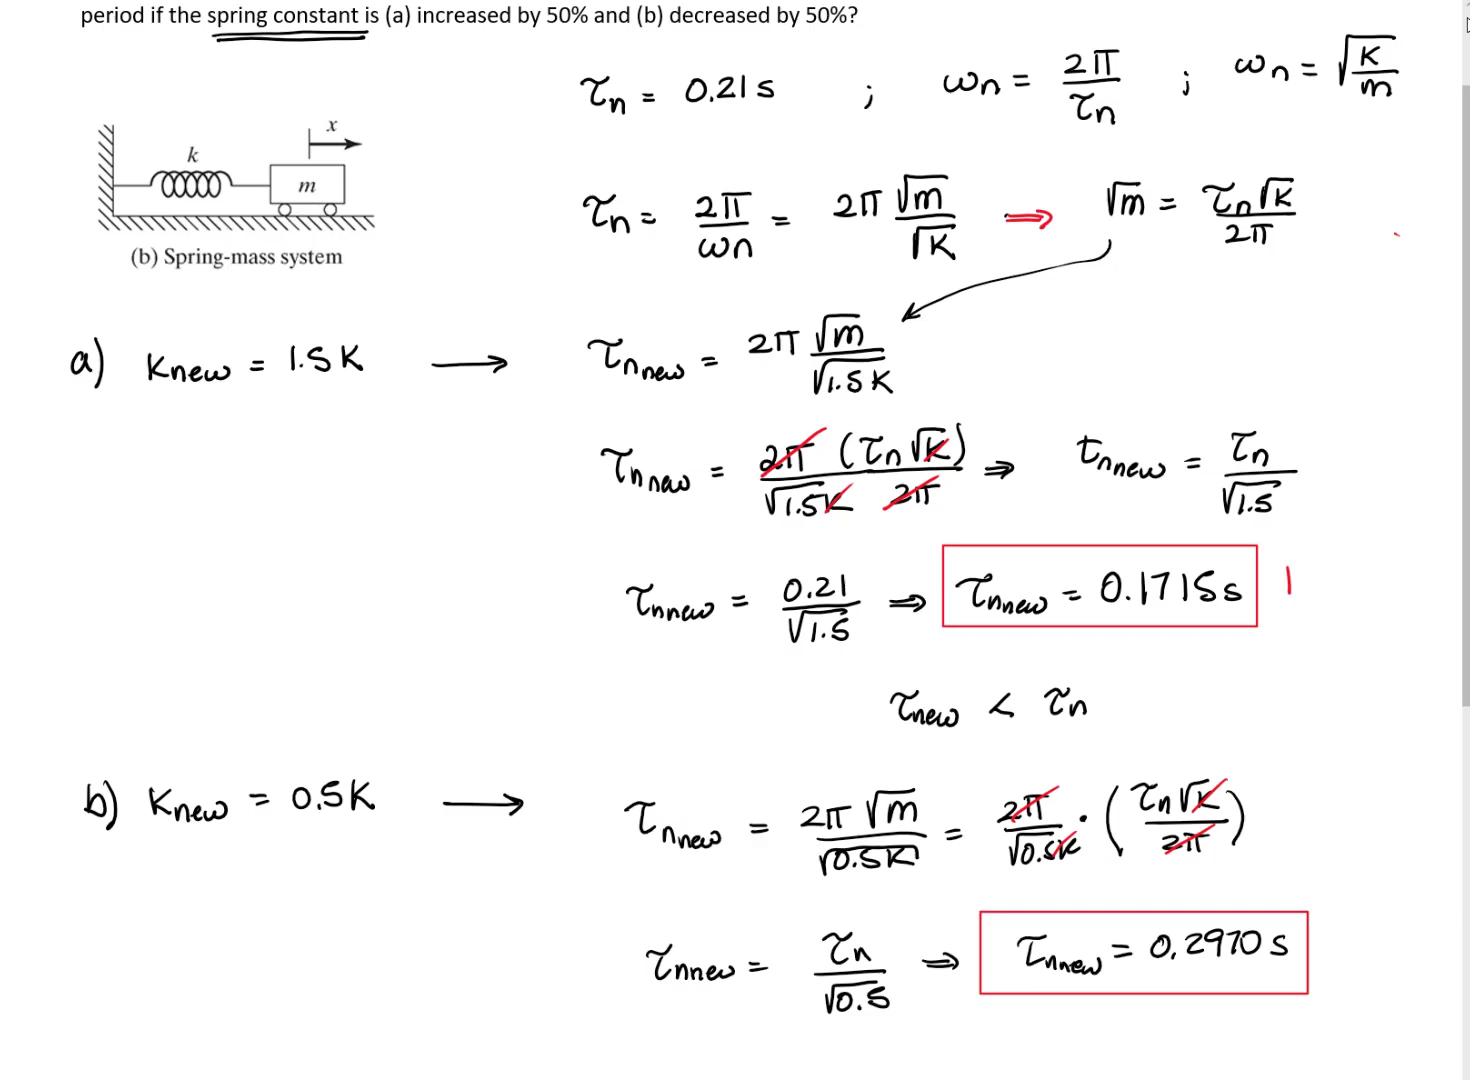 period if the spring constant is (a) increased by 50% and (b) decreased by 50%?
τn = 0.21 s ; ωn = 2π/τn ; ωn = √(K/m)
x
k
m
(b) Spring-mass system
τn = 2π/ωn = 2π √m/√K ⇒ √m = τn√K/2π
a) Knew = 1.5K → τnnew = 2π √m/√1.5K
τnnew = 2π (τn√K)/√1.5K 2π ⇒ τnnew = τn/√1.5
τnnew = 0.21/√1.5 ⇒ τnnew = 0.1715s
τnew < τn
b) Knew = 0.5K → τnnew = 2π √m/√0.5K = 2π/√0.5K · (τn√K/2π)
τnnew = τn/√0.5 ⇒ τnnew = 0.2970 s